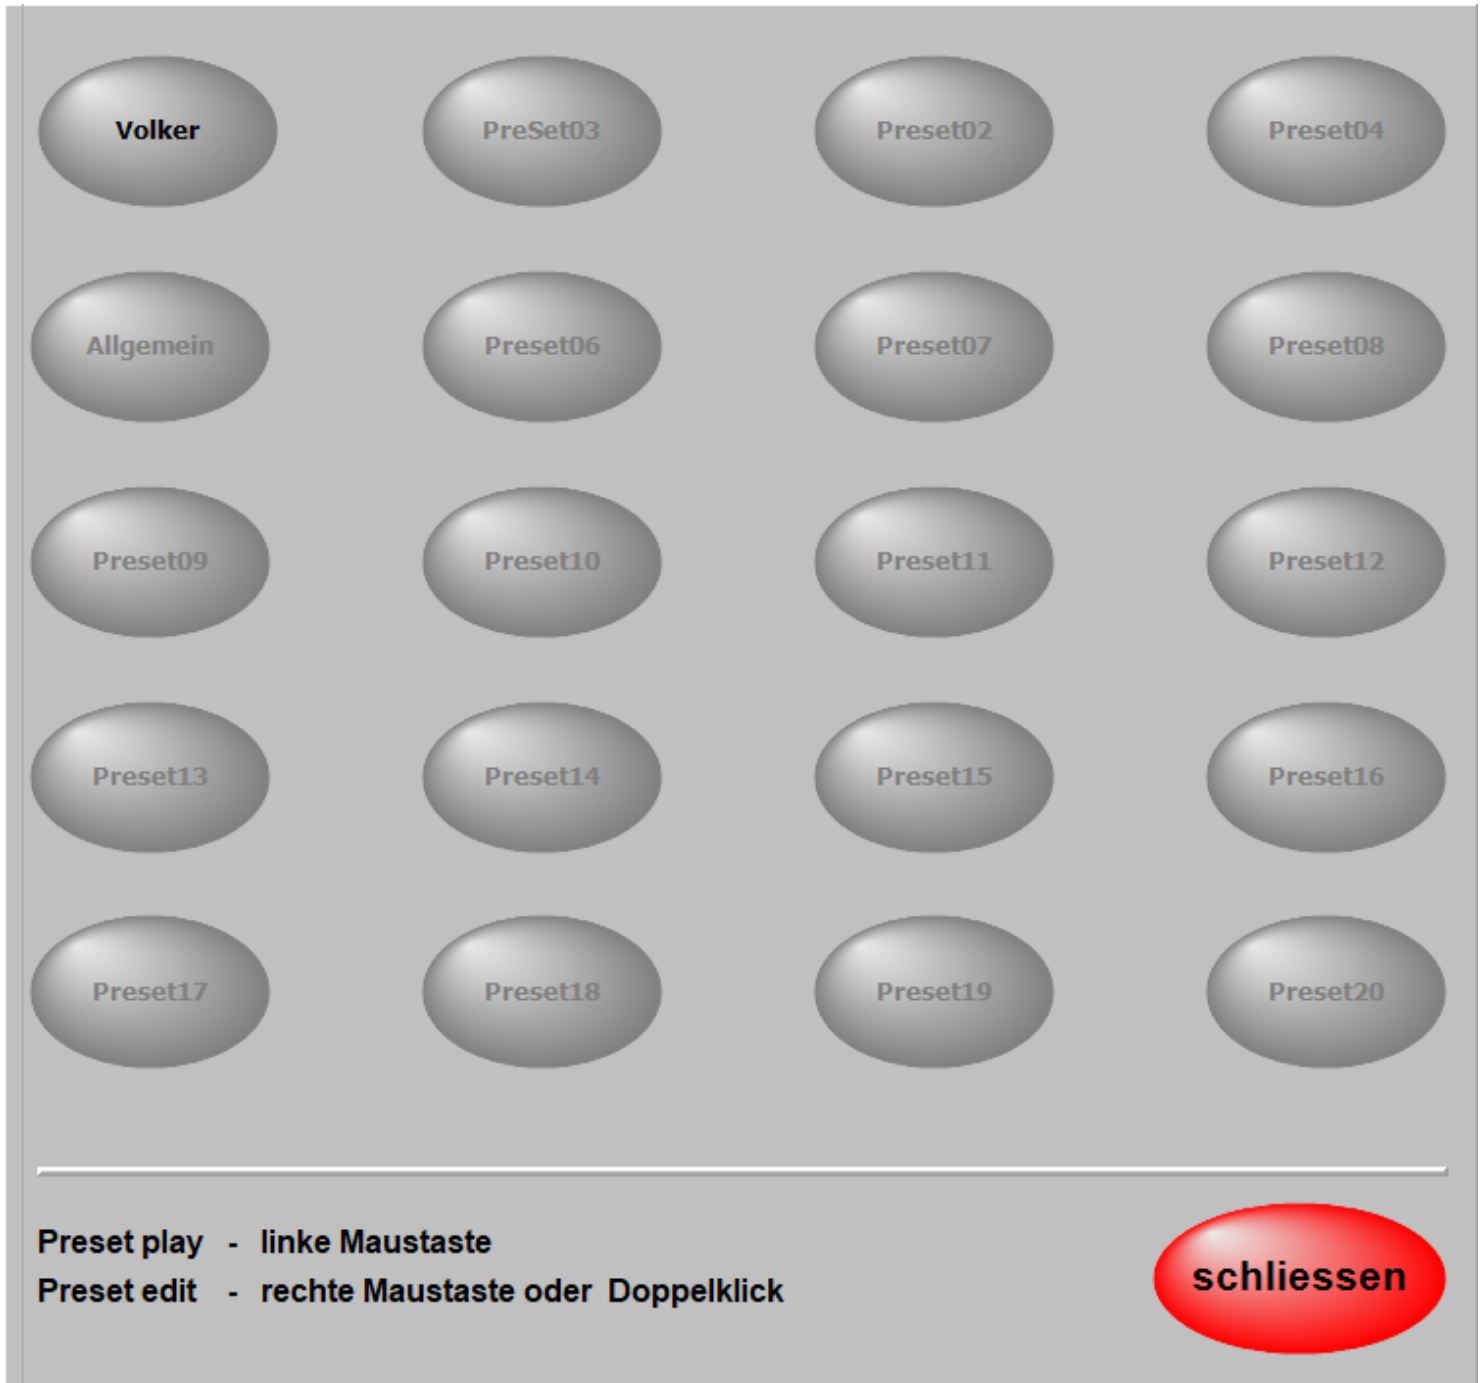 Volker PreSet03 Preset02 Preset04
Allgemein Preset06 Preset07 Preset08
Preset09 Preset10 Preset11 Preset12
Preset13 Preset14 Preset15 Preset16
Preset17 Preset18 Preset19 Preset20
Preset play - linke Maustaste
Preset edit - rechte Maustaste oder Doppelklick
schliessen